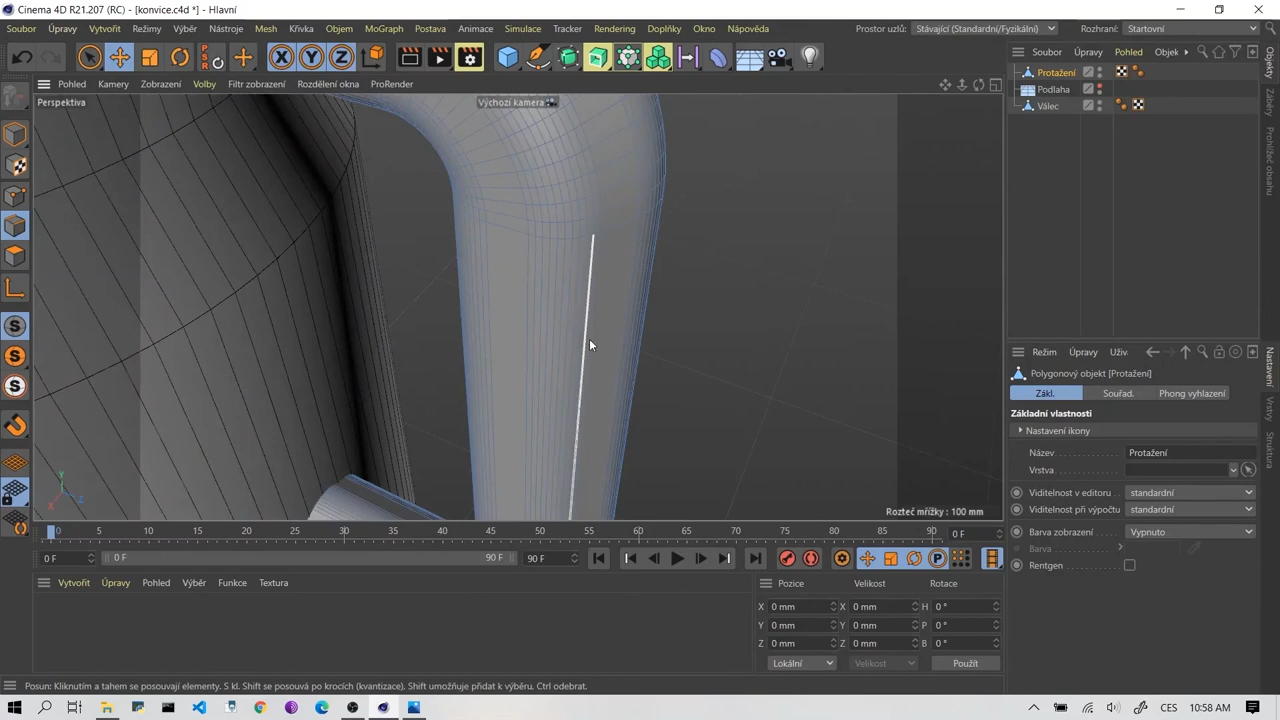 Cinema 4D R21.207 (RC) - [konvice.c4d *] - Hlavní
Soubor Úpravy Vytvořit Režimy Výběr Nástroje Mesh Křivka Objem MoGraph Postava Animace Simulace Tracker Rendering Doplňky Okno Nápověda
Prostor uzlů: Stávající (Standardní/Fyzikální) Rozhraní: Startovní
PSR X Y Z
Pohled Kamery Zobrazení Volby Filtr zobrazení Rozdělení okna ProRender
Perspektiva
Výchozí kamera
Soubor Úpravy Pohled Objek
Protažení
Podlaha
Válec
Objekty
Záběry
Prohlížeč obsahu
S
S
S
Režim Úpravy Uživ
Polygonový objekt [Protažení]
Zákl. Souřad. Phong vyhlazení
Základní vlastnosti
Nastavení ikony
Název Protažení
Vrstva
Viditelnost v editoru standardní
Viditelnost při výpočtu standardní
Barva zobrazení Vypnuto
Barva
Rentgen
Nastavení
Vrstvy
Struktura
Y
X Z
Rozteč mřížky : 100 mm
0 5 10 15 20 25 30 35 40 45 50 55 60 65 70 75 80 85 90 0 F
0 F 0 F 90 F 90 F
P
Vytvořit Úpravy Pohled Výběr Funkce Textura
Pozice Velikost Rotace
X 0 mm X 0 mm H 0 °
Y 0 mm Y 0 mm P 0 °
Z 0 mm Z 0 mm B 0 °
Lokální Velikost Použít
Posun: Kliknutím a tahem se posouvají elementy. S kl. Shift se posouvá po krocích (kvantizace). Shift umožňuje přidat k výběru. Ctrl odebrat.
CES 10:58 AM